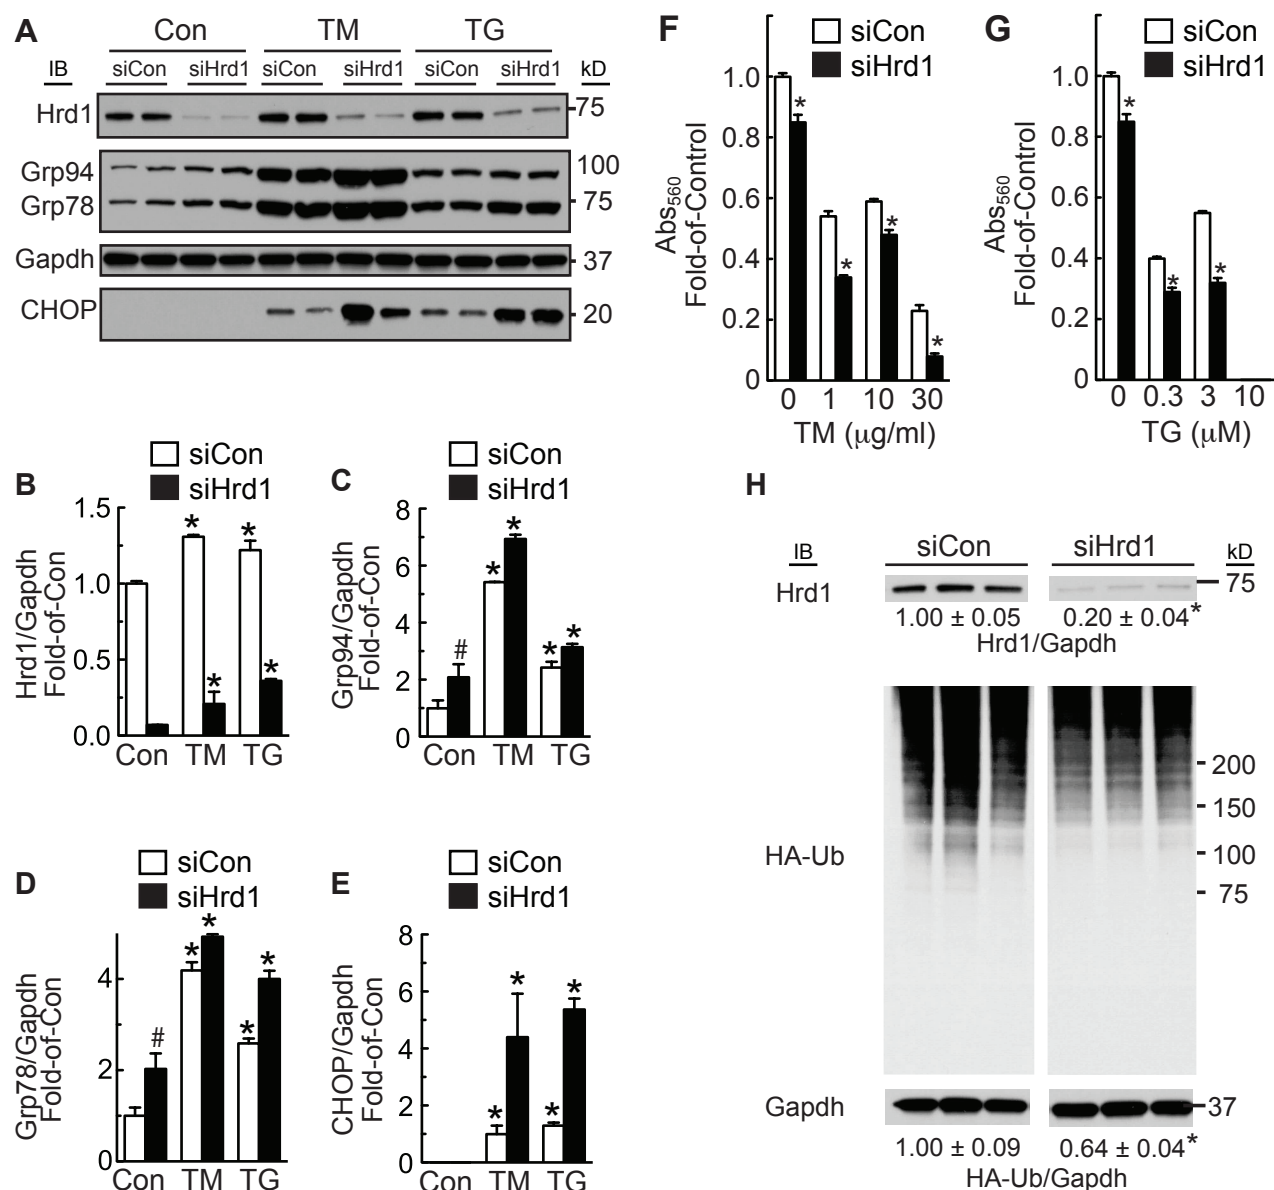 A
Con TM TG
IB siCon siHrd1 siCon siHrd1 siCon siHrd1 kD
Hrd1 75
Grp94 100
Grp78 75
Gapdh 37
CHOP 20
B
siCon
siHrd1
Hrd1/Gapdh
Fold-of-Con
1.5
1.0
0.5
0.0
* * * *
Con TM TG
C
siCon
siHrd1
Grp94/Gapdh
Fold-of-Con
8
6
4
2
0
# * * * *
Con TM TG
D
siCon
siHrd1
Grp78/Gapdh
Fold-of-Con
4
2
0
# * * * *
Con TM TG
E
siCon
siHrd1
CHOP/Gapdh
Fold-of-Con
8
6
4
2
0
* * * *
Con TM TG
F
siCon
siHrd1
Abs560
Fold-of-Control
1.0
0.8
0.6
0.4
0.2
0
* * * *
0 1 10 30
TM (μg/ml)
G
siCon
siHrd1
Abs560
Fold-of-Control
1.0
0.8
0.6
0.4
0.2
0
* * *
0 0.3 3 10
TG (μM)
H
IB siCon siHrd1 kD
Hrd1 75
1.00 ± 0.05 0.20 ± 0.04*
Hrd1/Gapdh
HA-Ub
200
150
100
75
Gapdh 37
1.00 ± 0.09 0.64 ± 0.04*
HA-Ub/Gapdh